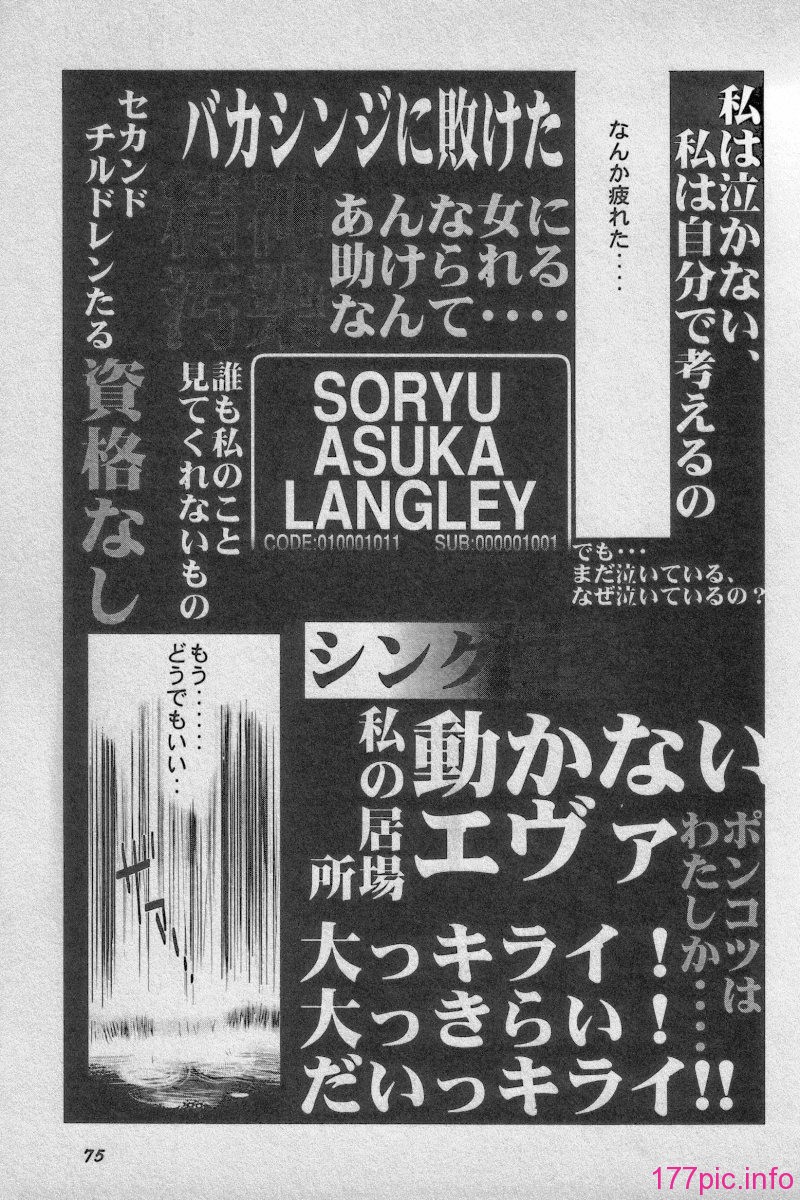 私は泣かない、
私は自分で考えるの
なんか疲れた‥‥
バカシンジに敗けた
あんな女に
助けられる
なんて‥‥
精神
汚染
セカンド
チルドレンたる
資格なし
誰も私のこと
見てくれないもの
SORYU
ASUKA
LANGLEY
CODE:010001011 SUB:000001001
でも・・・
まだ泣いている、
なぜ泣いているの?
シンク
動かない
エヴァ
ポンコツは
わたしか‥‥
私の居場
所
大っキライ!
大っきらい!
だいっキライ!!
もう‥‥‥
どうでもいい‥
ザアァ‥
75
177pic.info